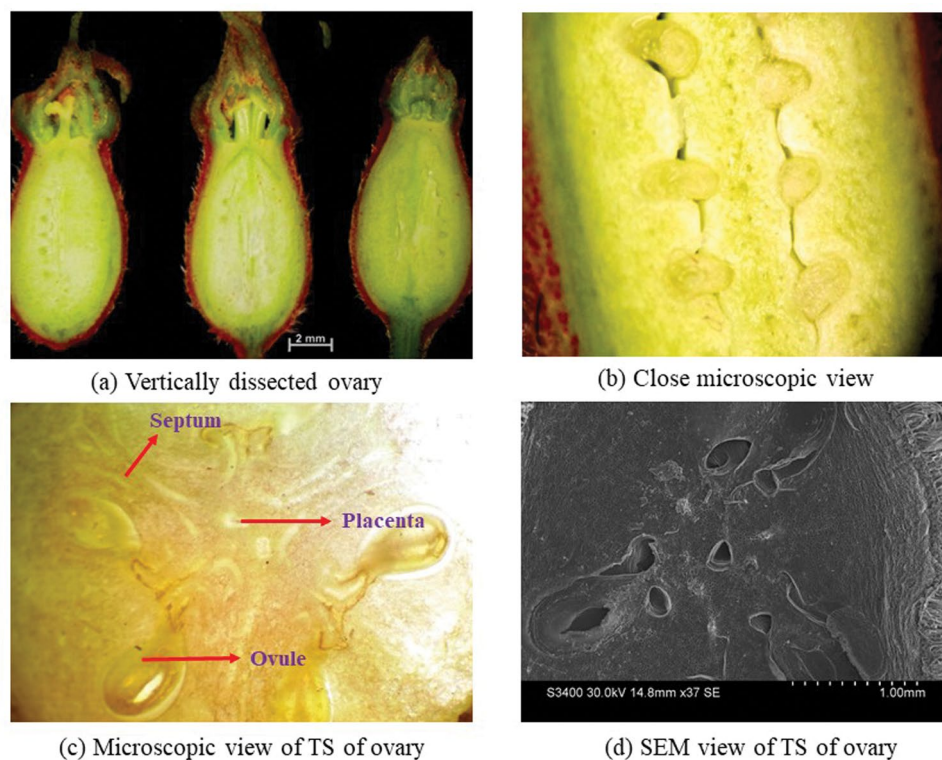 2 mm
(a) Vertically dissected ovary
(b) Close microscopic view
Septum
Placenta
Ovule
S3400 30.0kV 14.8mm x37 SE
1.00mm
(c) Microscopic view of TS of ovary
(d) SEM view of TS of ovary